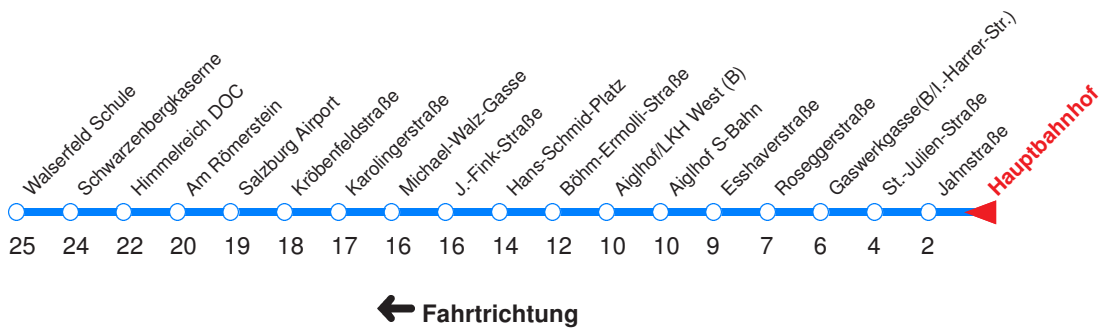 Walserfeld Schule
Schwarzenbergkaserne
Himmelreich DOC
Am Römerstein
Salzburg Airport
Kröbenfeldstraße
Karolingerstraße
Michael-Walz-Gasse
J.-Fink-Straße
Hans-Schmid-Platz
Böhm-Ermolli-Straße
Aiglhof/LKH West (B)
Aiglhof S-Bahn
Esshaverstraße
Roseggerstraße
Gaswerkgasse(B/I.-Harrer-Str.)
St.-Julien-Straße
Jahnstraße
Hauptbahnhof
25 24 22 20 19 18 17 16 16 14 12 10 10 9 7 6 4 2
Fahrtrichtung